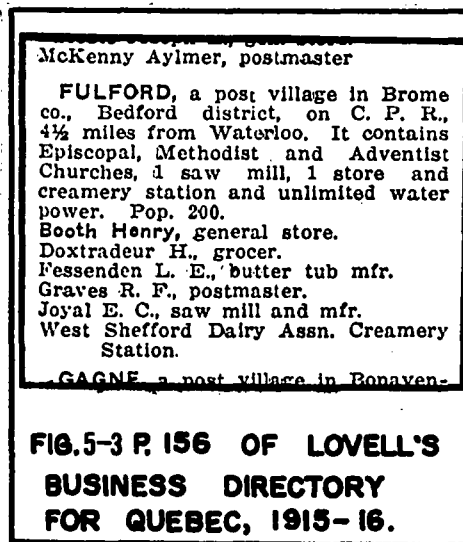 McKenny Aylmer, postmaster
FULFORD, a post village in Brome
co., Bedford district, on C. P. R.,
4½ miles from Waterloo. It contains
Episcopal, Methodist and Adventist
Churches, 1 saw mill, 1 store and
creamery station and unlimited water
power. Pop. 200.
Booth Henry, general store.
Doxtradeur H., grocer.
Fessenden L. E., butter tub mfr.
Graves R. F., postmaster.
Joyal E. C., saw mill and mfr.
West Shefford Dairy Assn. Creamery
Station.
GAGNE, a post village in Bonaven-
FIG. 5-3 P. 156 OF LOVELL'S
BUSINESS DIRECTORY
FOR QUEBEC, 1915-16.